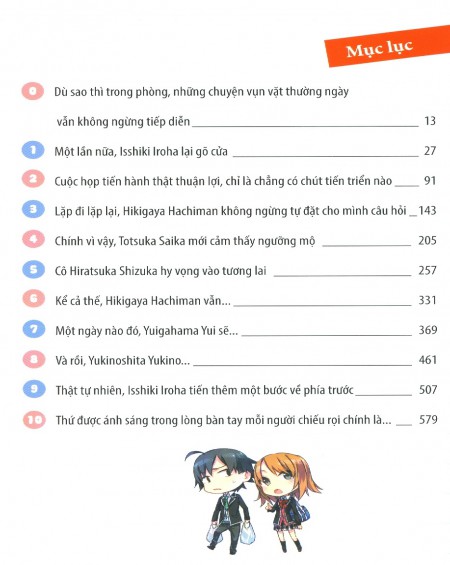 Mục lục
0 Dù sao thì trong phòng, những chuyện vụn vặt thường ngày
vẫn không ngừng tiếp diễn 13
1 Một lần nữa, Isshiki Iroha lại gõ cửa 27
2 Cuộc họp tiến hành thật thuận lợi, chỉ là chẳng có chút tiến triển nào 91
3 Lặp đi lặp lại, Hikigaya Hachiman không ngừng tự đặt cho mình câu hỏi 143
4 Chính vì vậy, Totsuka Saika mới cảm thấy ngưỡng mộ 205
5 Cô Hiratsuka Shizuka hy vọng vào tương lai 257
6 Kể cả thế, Hikigaya Hachiman vẫn... 331
7 Một ngày nào đó, Yuigahama Yui sẽ... 369
8 Và rồi, Yukinoshita Yukino... 461
9 Thật tự nhiên, Isshiki Iroha tiến thêm một bước về phía trước 507
10 Thứ được ánh sáng trong lòng bàn tay mỗi người chiếu rọi chính là... 579